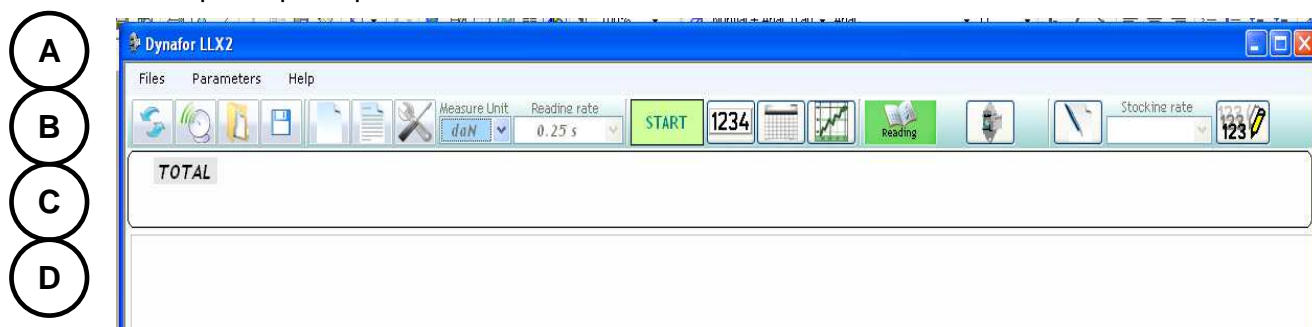 A
Dynafor LLX2
Files Parameters Help
B
Measure Unit Reading rate Stocking rate
daN 0.25 s START 1234 Reading 123
C
TOTAL
D